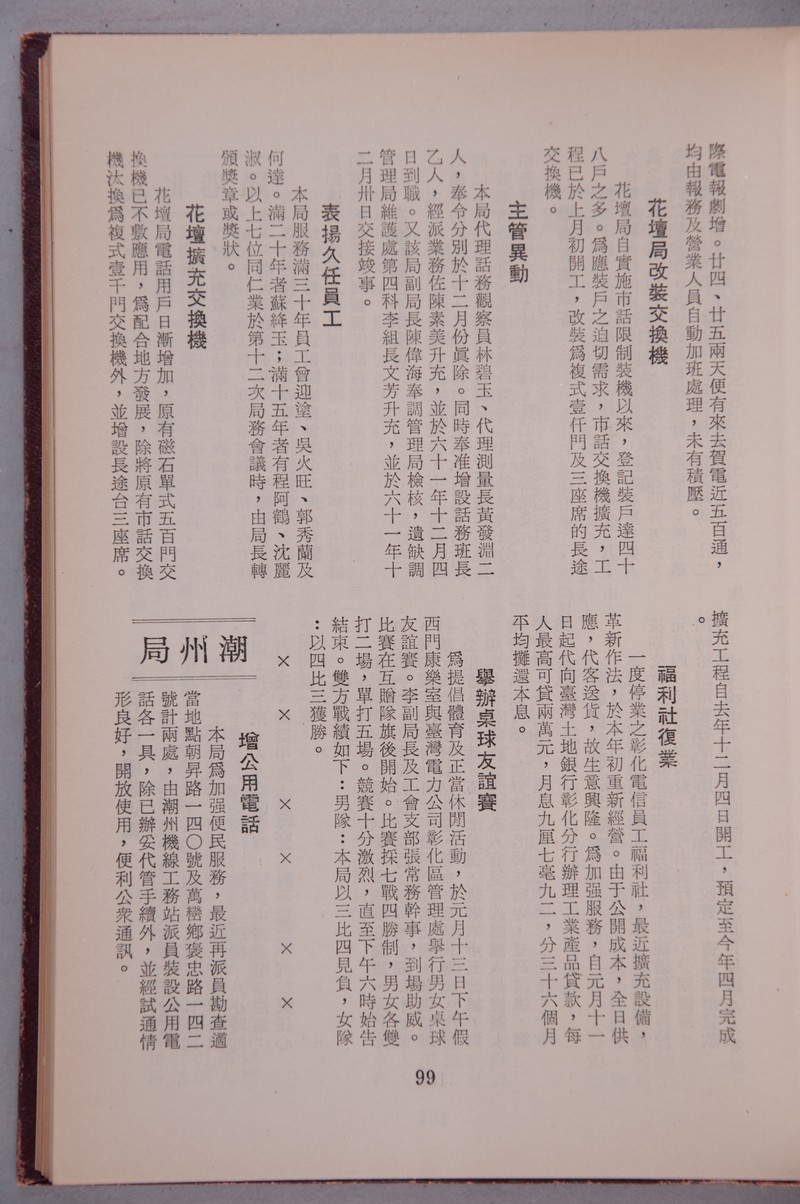 際電報劇增。廿四、廿五兩天便有來去賀電近五百通，
均由報務及營業人員自動加班處理，未有積壓。
花壇局改裝交換機
花壇局自實施市話限制裝機以來，登記裝戶達四十
八戶之多。爲應裝戶之迫切需求，市話交換機擴充，工
程已於上月初開工，改裝爲複式壹仟門及三座席的長途
交換機。
主管異動
本局代理話務觀察員林碧玉、代理測量長黃發淵二
人，奉令分別於十二月份眞除。同時奉准增設話務班長
乙人，經派業務佐陳素美升充，並於六十一年十二月四
日到職。又該局副局長陳偉海奉調管理局檢核，遺缺調
管理局維護處第四科李組長文芳升充，並於六十一年十
二月卅日交接竣事。
表揚久任員工
本局服務滿三十年員工曾迎塗、吳火旺、郭秀蘭及
何達。滿二十年者蘇絳玉；滿十五年者有程阿鶴、沈麗
淑。以上七位同仁業於第十二次局務會議時，由局長轉
頒獎章或獎狀。
花壇擴充交換機
花壇局電話用戶日漸增加，原有磁石單式五百門交
換機已不敷應用，爲配合地方發展，除將原有市話交換
機汰換爲複式壹千門交換機外，並增設長途台三座席。
擴充工程自去年十二月四日開工，預定至今年四月完成
。
福利社復業
一度停業之彰化電信員工福利社，最近擴充設備，
革新作法，於本年初重新經營。由于公開成本，全日供
應，代客送貨，故生意興隆。爲加强服務，自元月十一
日起代向臺灣土地銀行彰化分行辦理工業產品貸款，每
人最高可貸兩萬元，月息九厘七毫九二，分三十六個月
平均攤還本息。
舉辦桌球友誼賽
爲提倡體育及正當休閒活動，於元月十三日下午假
西門康樂室與臺灣電力公司彰化區管理處舉行男女桌球
友誼賽。李副局長及工會支部張常務幹事，到場助威。
比賽在互贈隊旗後開始。比賽採七戰四勝制，男女各雙
打二場，單打五場。競賽十分激烈，直至下午六時始告
結束。雙方戰績如下：男隊：本局以三比四見負，女隊
：以四比三獲勝。
× × × × × ×
潮州局
增公用電話
本局爲加强便民服務，最近再派員勘查適
當地點朝昇路一四〇號及萬巒鄉褒忠路一四二
號計兩處，由潮州機線工務站派員裝設公用電
話各一具，除已辦妥代管手續外，並經試通情
形良好，開放使用，便利公衆通訊。
99